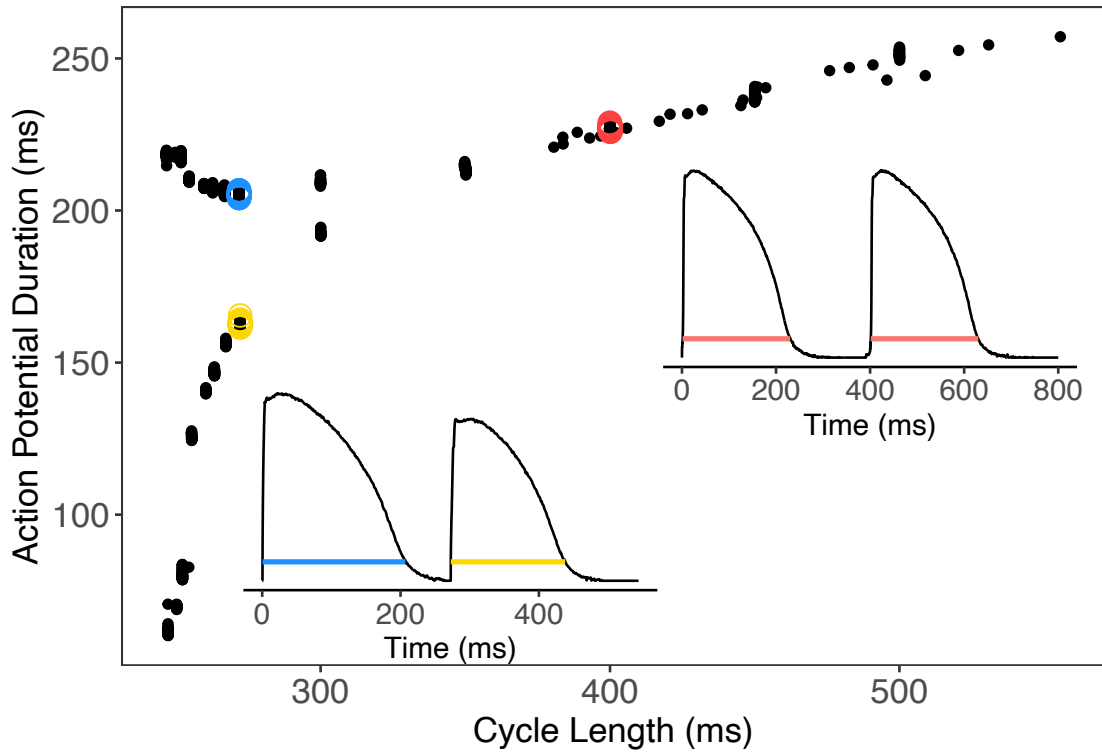 Action Potential Duration (ms)
250
200
150
100
0 200 400 600 800
Time (ms)
0 200 400
Time (ms)
300 400 500
Cycle Length (ms)